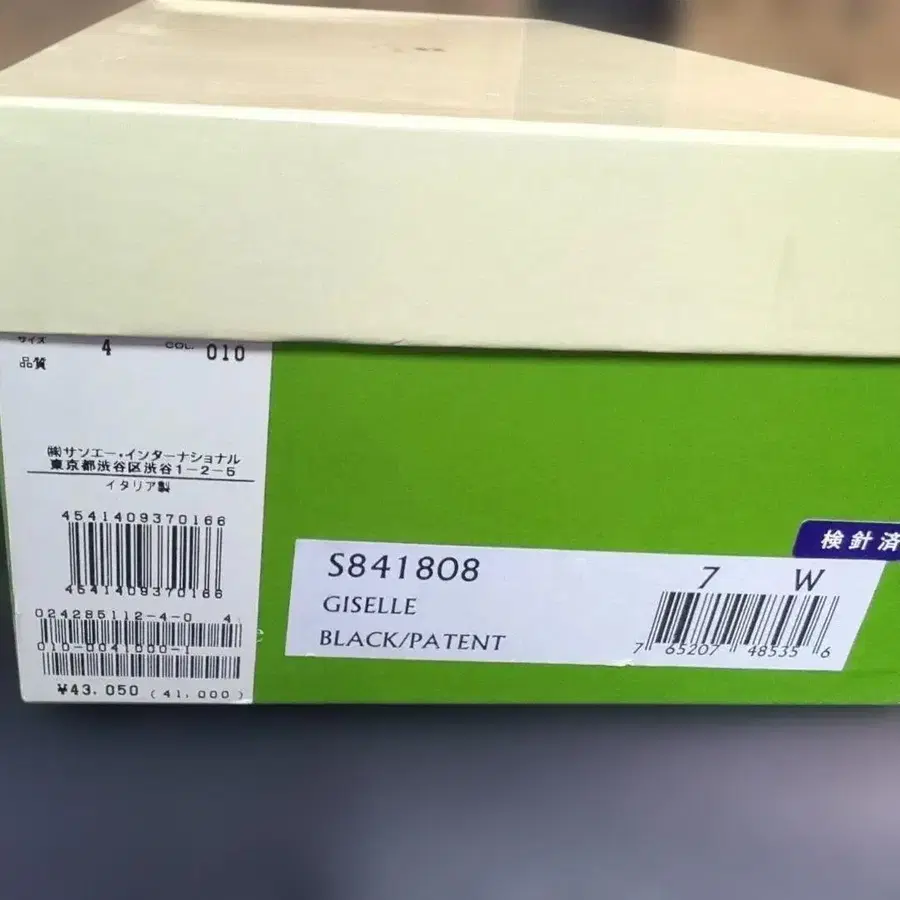 サイズ 4 COL. 010
品質
㈱サンエー・インターナショナル
東京都渋谷区渋谷1-2-5
イタリア製
4541409370166
4541409370166
024285112-4-0 4
010-0041000-1
¥43,050 (41,000)
e
検針済
S841808
GISELLE
BLACK/PATENT
7 W
7 65207 48535 6